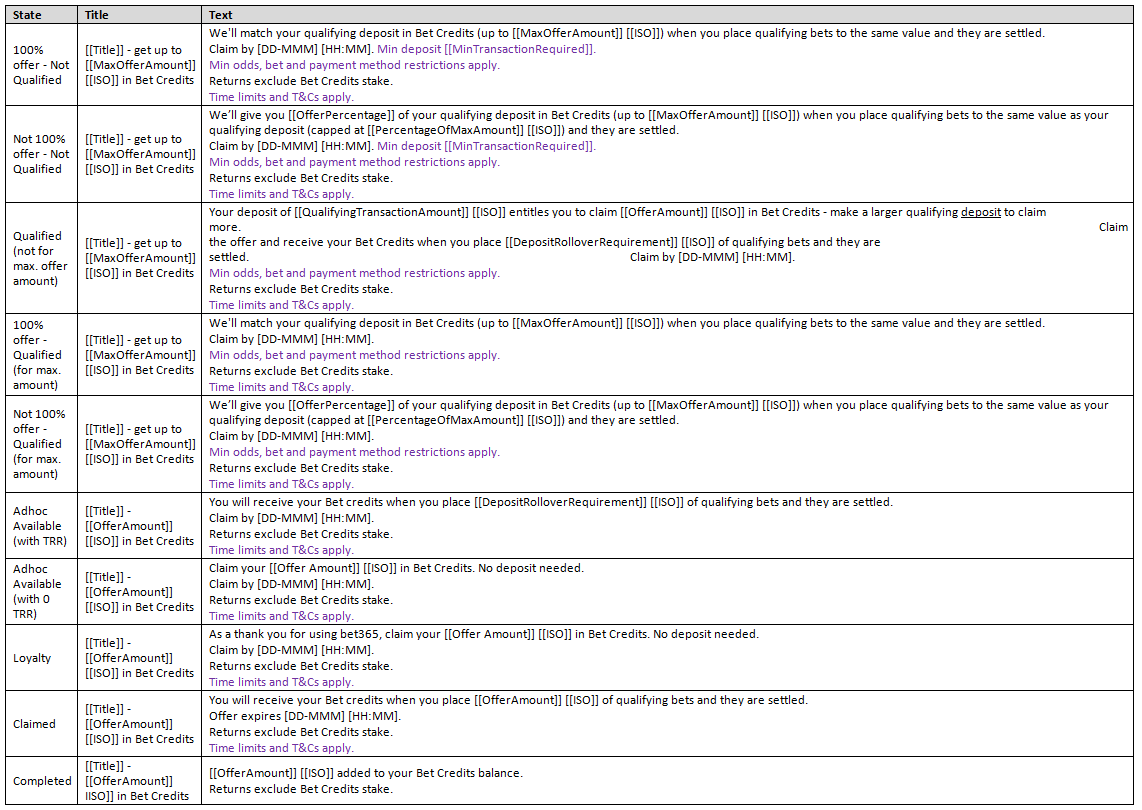 State Title Text
100%
offer - Not
Qualified
[[Title]] - get up to
[[MaxOfferAmount]]
[[ISO]] in Bet Credits
We'll match your qualifying deposit in Bet Credits (up to [[MaxOfferAmount]] [[ISO]]) when you place qualifying bets to the same value and they are settled.
Claim by [DD-MMM] [HH:MM]. Min deposit [[MinTransactionRequired]].
Min odds, bet and payment method restrictions apply.
Returns exclude Bet Credits stake.
Time limits and T&Cs apply.
Not 100%
offer - Not
Qualified
[[Title]] - get up to
[[MaxOfferAmount]]
[[ISO]] in Bet Credits
We'll give you [[OfferPercentage]] of your qualifying deposit in Bet Credits (up to [[MaxOfferAmount]] [[ISO]]) when you place qualifying bets to the same value as your
qualifying deposit (capped at [[PercentageOfMaxAmount]] [[ISO]]) and they are settled.
Claim by [DD-MMM] [HH:MM]. Min deposit [[MinTransactionRequired]].
Min odds, bet and payment method restrictions apply.
Returns exclude Bet Credits stake.
Time limits and T&Cs apply.
Qualified
(not for
max. offer
amount)
[[Title]] - get up to
[[MaxOfferAmount]]
[[ISO]] in Bet Credits
Your deposit of [[QualifyingTransactionAmount]] [[ISO]] entitles you to claim [[OfferAmount]] [[ISO]] in Bet Credits - make a larger qualifying deposit to claim
more. Claim
the offer and receive your Bet Credits when you place [[DepositRolloverRequirement]] [[ISO]] of qualifying bets and they are
settled. Claim by [DD-MMM] [HH:MM].
Min odds, bet and payment method restrictions apply.
Returns exclude Bet Credits stake.
Time limits and T&Cs apply.
100%
offer -
Qualified
(for max.
amount)
[[Title]] - get up to
[[MaxOfferAmount]]
[[ISO]] in Bet Credits
We'll match your qualifying deposit in Bet Credits (up to [[MaxOfferAmount]] [[ISO]]) when you place qualifying bets to the same value and they are settled.
Claim by [DD-MMM] [HH:MM].
Min odds, bet and payment method restrictions apply.
Returns exclude Bet Credits stake.
Time limits and T&Cs apply.
Not 100%
offer -
Qualified
(for max.
amount)
[[Title]] - get up to
[[MaxOfferAmount]]
[[ISO]] in Bet Credits
We'll give you [[OfferPercentage]] of your qualifying deposit in Bet Credits (up to [[MaxOfferAmount]] [[ISO]]) when you place qualifying bets to the same value as your
qualifying deposit (capped at [[PercentageOfMaxAmount]] [[ISO]]) and they are settled.
Claim by [DD-MMM] [HH:MM].
Min odds, bet and payment method restrictions apply.
Returns exclude Bet Credits stake.
Time limits and T&Cs apply.
Adhoc
Available
(with TRR)
[[Title]] -
[[OfferAmount]]
[[ISO]] in Bet Credits
You will receive your Bet credits when you place [[DepositRolloverRequirement]] [[ISO]] of qualifying bets and they are settled.
Claim by [DD-MMM] [HH:MM].
Returns exclude Bet Credits stake.
Time limits and T&Cs apply.
Adhoc
Available
(with 0
TRR)
[[Title]] -
[[OfferAmount]]
[[ISO]] in Bet Credits
Claim your [[Offer Amount]] [[ISO]] in Bet Credits. No deposit needed.
Claim by [DD-MMM] [HH:MM].
Returns exclude Bet Credits stake.
Time limits and T&Cs apply.
Loyalty
[[Title]] -
[[OfferAmount]]
[[ISO]] in Bet Credits
As a thank you for using bet365, claim your [[Offer Amount]] [[ISO]] in Bet Credits. No deposit needed.
Claim by [DD-MMM] [HH:MM].
Returns exclude Bet Credits stake.
Time limits and T&Cs apply.
Claimed
[[Title]] -
[[OfferAmount]]
[[ISO]] in Bet Credits
You will receive your Bet credits when you place [[OfferAmount]] [[ISO]] of qualifying bets and they are settled.
Offer expires [DD-MMM] [HH:MM].
Returns exclude Bet Credits stake.
Time limits and T&Cs apply.
Completed
[[Title]] -
[[OfferAmount]]
[[ISO]] in Bet Credits
[[OfferAmount]] [[ISO]] added to your Bet Credits balance.
Returns exclude Bet Credits stake.